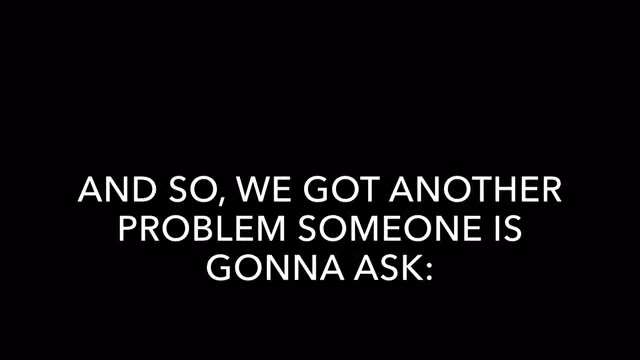 AND SO, WE GOT ANOTHER
PROBLEM SOMEONE IS
GONNA ASK: